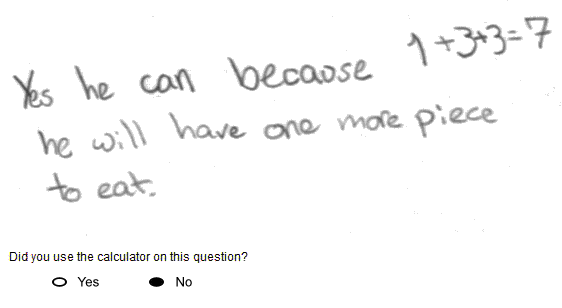 Yes he can because 1+3+3=7
he will have one more piece
to eat.
Did you use the calculator on this question?
Yes No